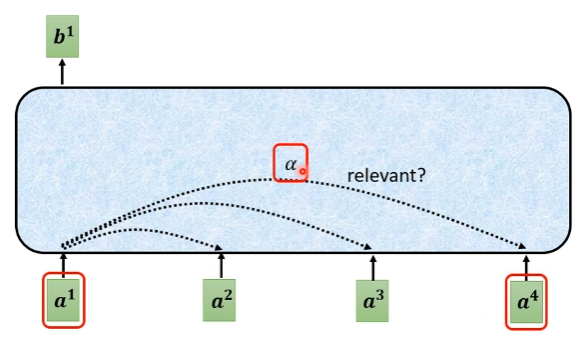 b¹
α
relevant?
a¹ a² a³ a⁴